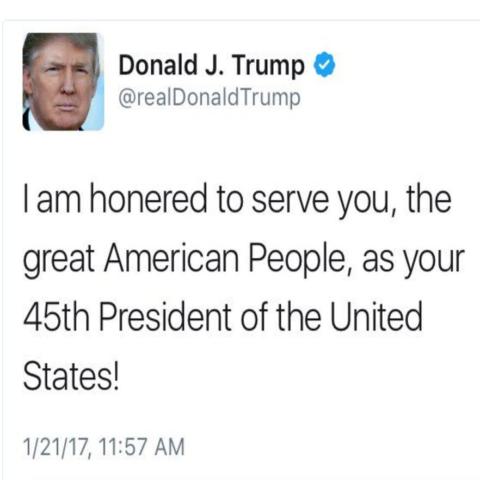 Donald J. Trump
@realDonaldTrump
I am honered to serve you, the
great American People, as your
45th President of the United
States!
1/21/17, 11:57 AM